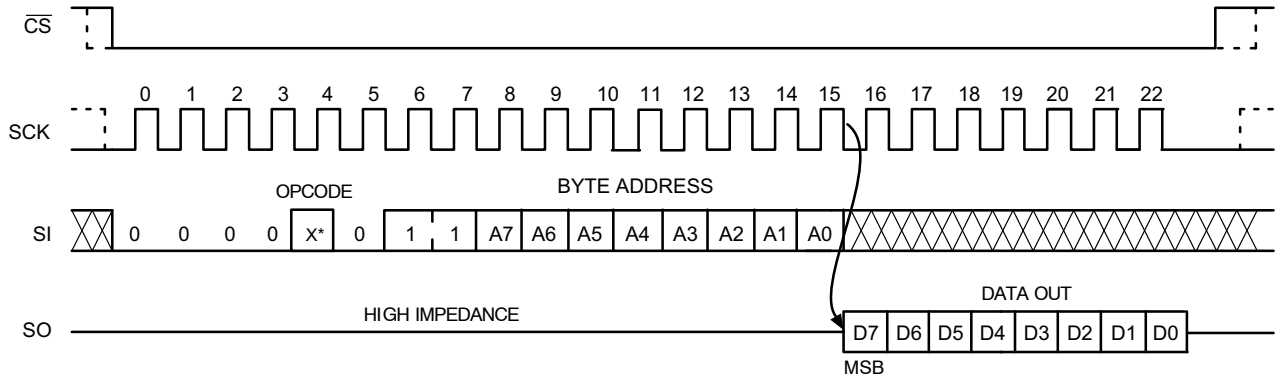 CS
0 1 2 3 4 5 6 7 8 9 10 11 12 13 14 15 16 17 18 19 20 21 22
SCK
OPCODE
BYTE ADDRESS
SI 0 0 0 0 X* 0 1 1 A7 A6 A5 A4 A3 A2 A1 A0
HIGH IMPEDANCE
DATA OUT
SO
D7 D6 D5 D4 D3 D2 D1 D0
MSB